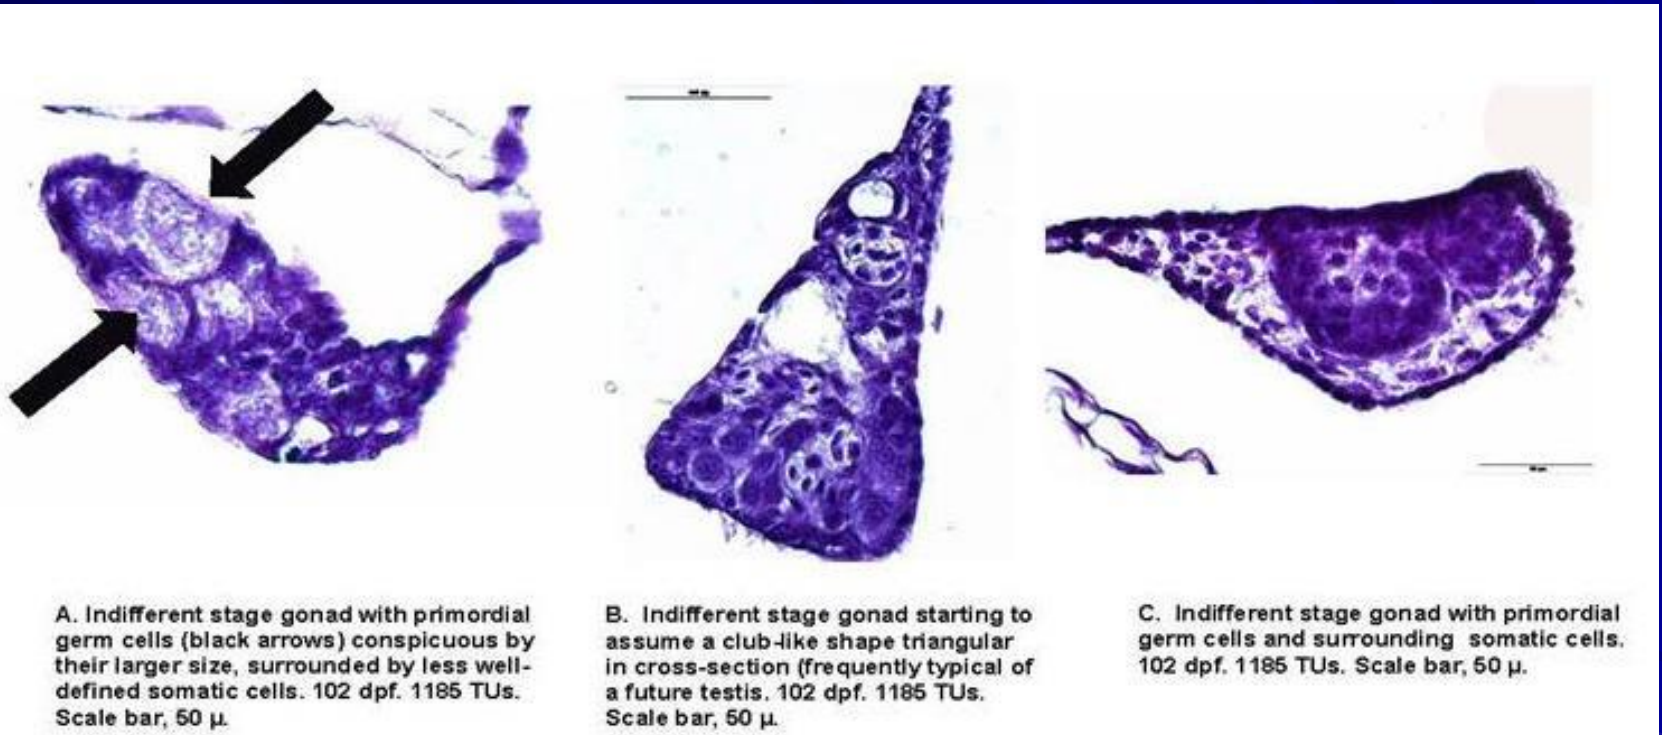 A. Indifferent stage gonad with primordial
germ cells (black arrows) conspicuous by
their larger size, surrounded by less well-
defined somatic cells. 102 dpf. 1185 TUs.
Scale bar, 50 µ.
B. Indifferent stage gonad starting to
assume a club-like shape triangular
in cross-section (frequently typical of
a future testis. 102 dpf. 1185 TUs.
Scale bar, 50 µ.
C. Indifferent stage gonad with primordial
germ cells and surrounding somatic cells.
102 dpf. 1185 TUs. Scale bar, 50 µ.